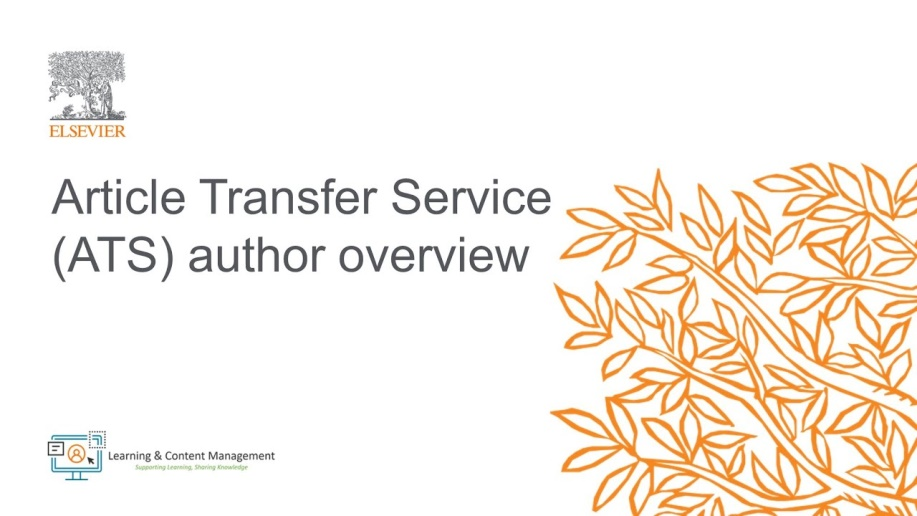 ELSEVIER
Article Transfer Service
(ATS) author overview
Learning & Content Management
Supporting Learning, Sharing Knowledge